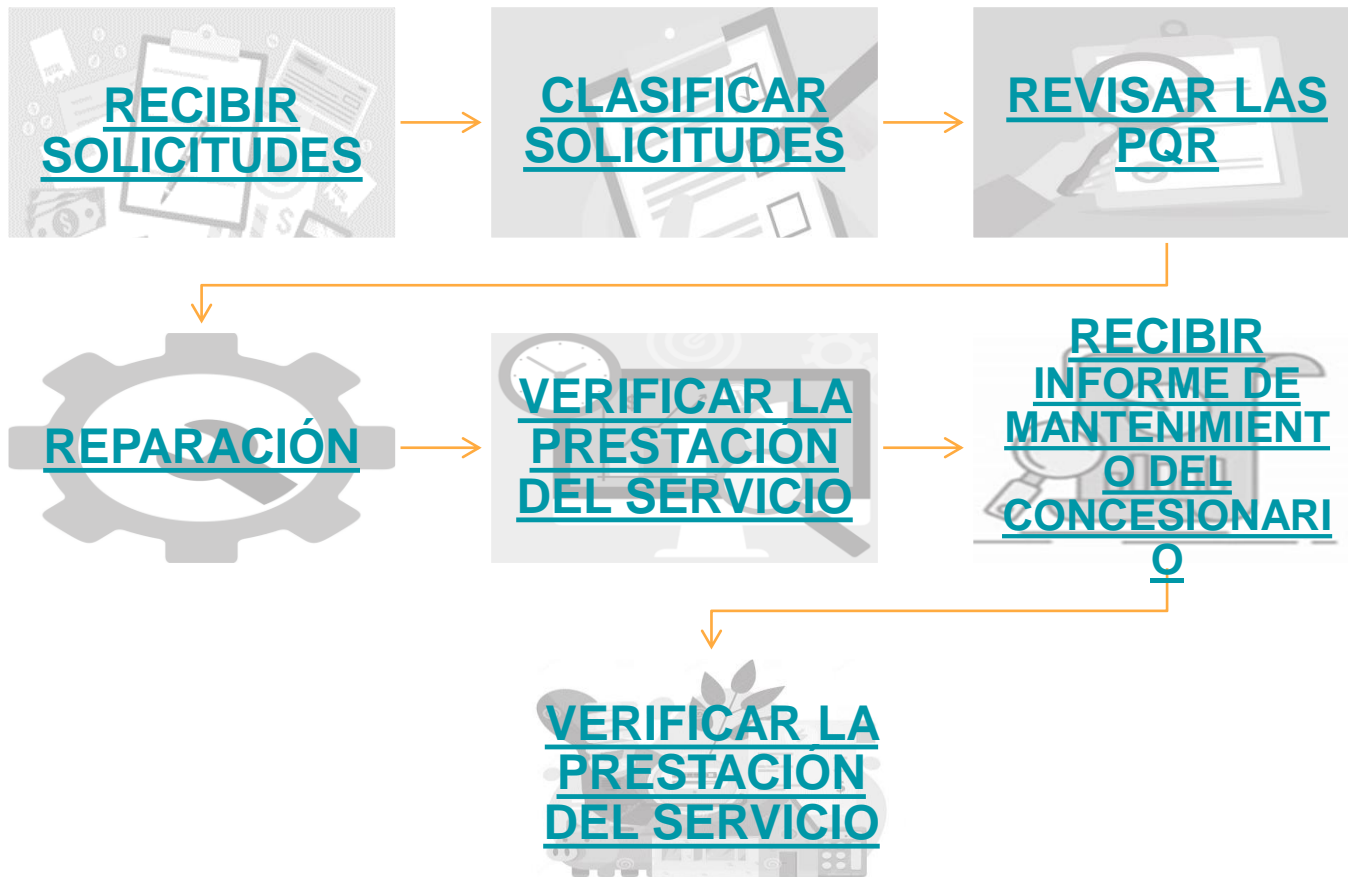 RECIBIR
SOLICITUDES
CLASIFICAR
SOLICITUDES
REVISAR LAS
PQR
REPARACIÓN
VERIFICAR LA
PRESTACIÓN
DEL SERVICIO
RECIBIR
INFORME DE
MANTENIMIENT
O DEL
CONCESIONARI
O
VERIFICAR LA
PRESTACIÓN
DEL SERVICIO